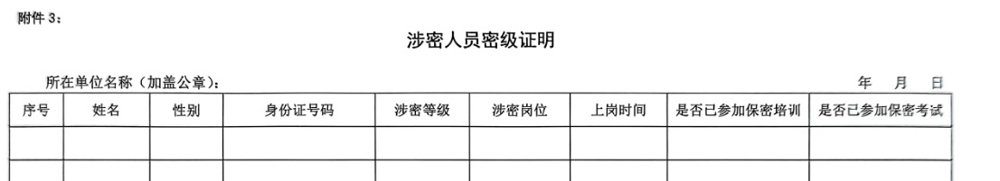 附件 3：
涉密人员密级证明
所在单位名称（加盖公章）： 年 月 日
序号 姓名 性别 身份证号码 涉密等级 涉密岗位 上岗时间 是否已参加保密培训 是否已参加保密考试